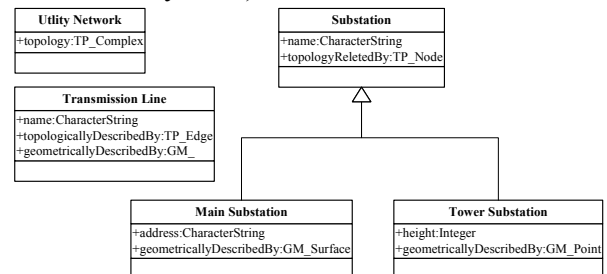 Utlity Network
+topology:TP_Complex
Substation
+name:CharacterString
+topologyReletedBy:TP_Node
Transmission Line
+name:CharacterString
+topologicallyDescribedBy:TP_Edge
+geometricallyDescribedBy:GM_
Main Substation
+address:CharacterString
+geometricallyDescribedBy:GM_Surface
Tower Substation
+height:Integer
+geometricallyDescribedBy:GM_Point